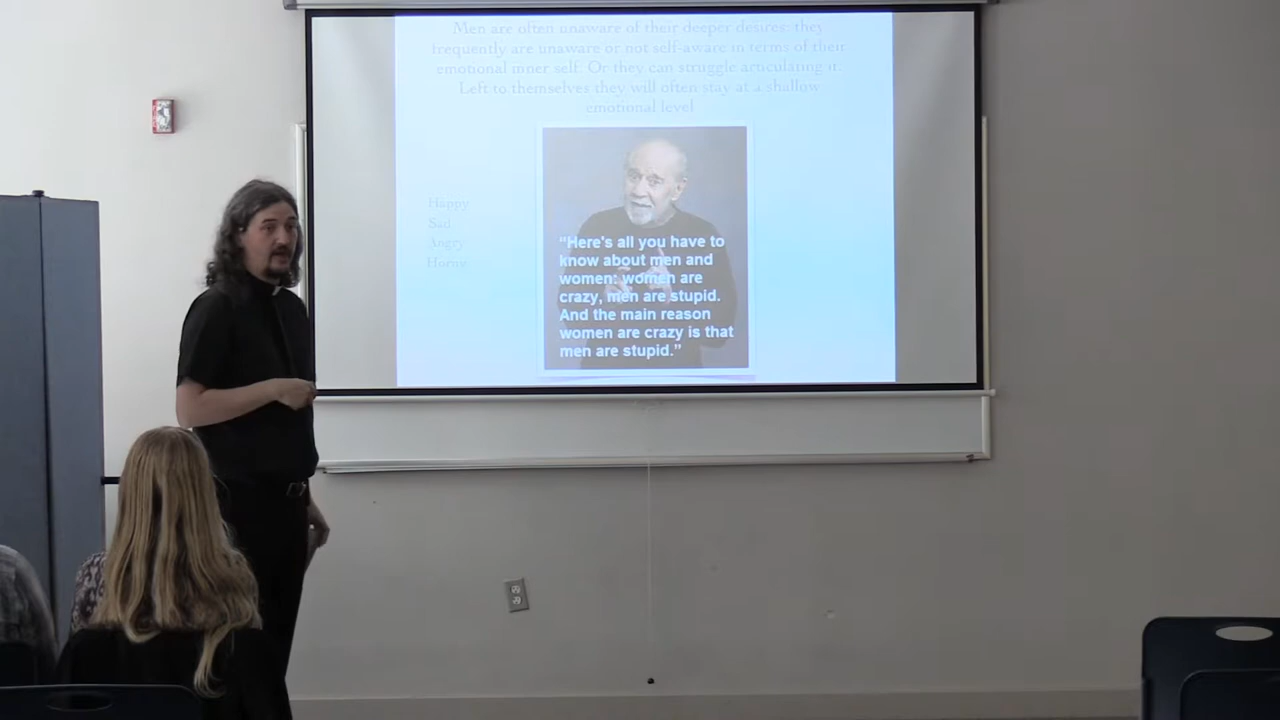 Men are often unaware of their deeper desires: they
frequently are unaware or not self-aware in terms of their
emotional inner self. Or they can struggle articulating it.
Left to themselves they will often stay at a shallow
emotional level
Happy
Sad
Angry
Horny
“Here's all you have to
know about men and
women: women are
crazy, men are stupid.
And the main reason
women are crazy is that
men are stupid.”